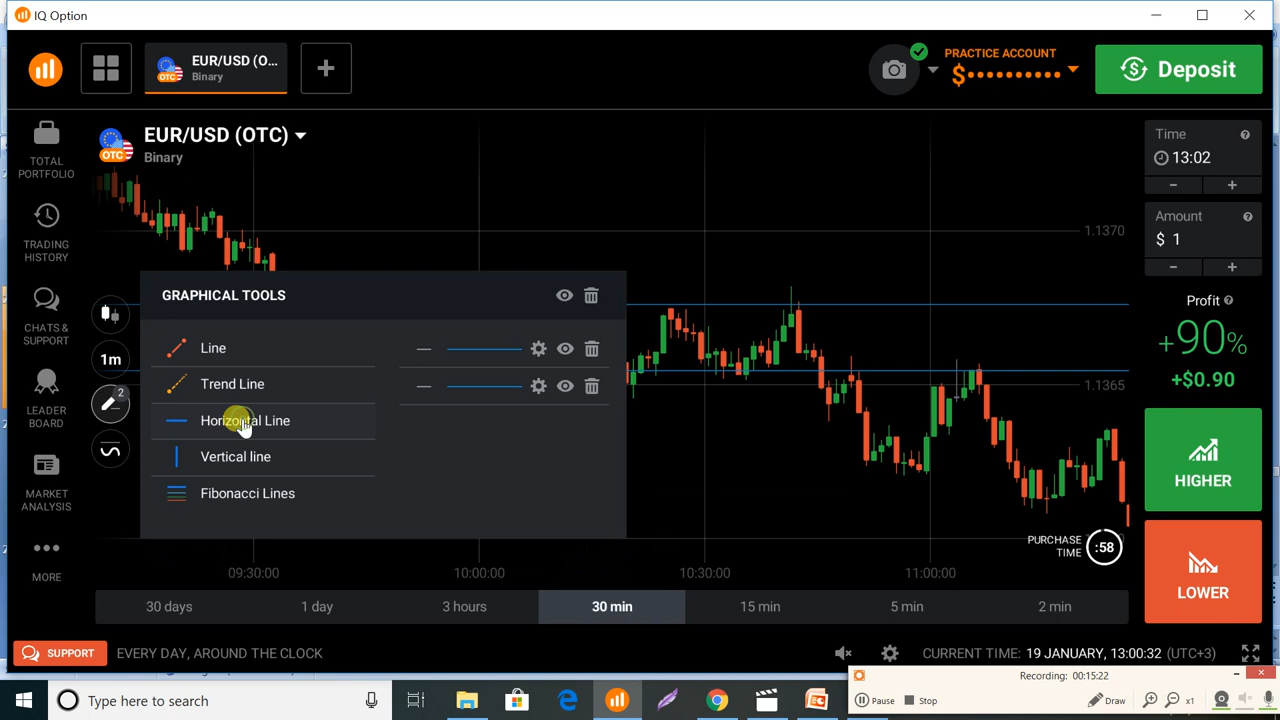 IQ Option
EUR/USD (O...
Binary
OTC
+
PRACTICE ACCOUNT
$••••••••••
Deposit
EUR/USD (OTC)
Binary
OTC
TOTAL
PORTFOLIO
TRADING
HISTORY
CHATS &
SUPPORT
LEADER
BOARD
MARKET
ANALYSIS
MORE
1m
2
GRAPHICAL TOOLS
Line
Trend Line
Horizontal Line
Vertical line
Fibonacci Lines
1.1370
1.1365
PURCHASE
TIME
:58
09:30:00
10:00:00
10:30:00
11:00:00
30 days
1 day
3 hours
30 min
15 min
5 min
2 min
Time
13:02
- +
Amount
$ 1
- +
Profit
+90%
+$0.90
HIGHER
LOWER
SUPPORT
EVERY DAY, AROUND THE CLOCK
CURRENT TIME: 19 JANUARY, 13:00:32 (UTC+3)
Recording: 00:15:22
Pause
Stop
Draw
x1
Type here to search